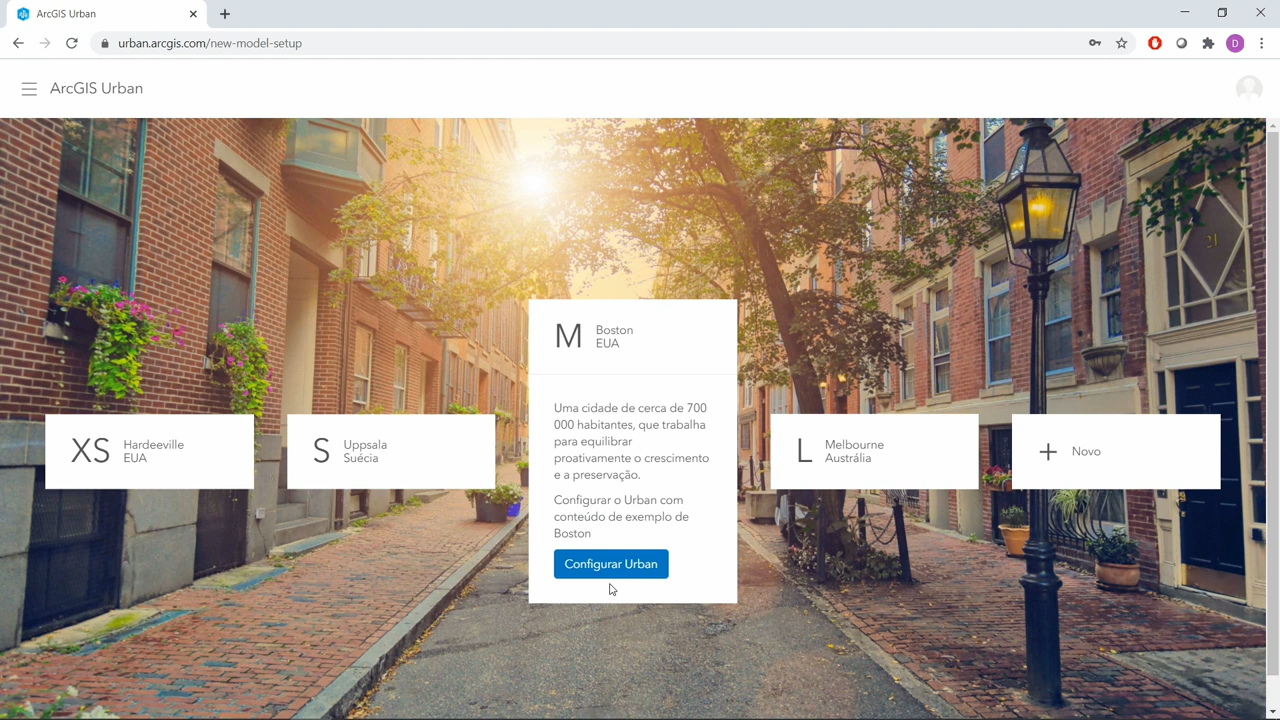 ArcGIS Urban
urban.arcgis.com/new-model-setup
D
ArcGIS Urban
M
Boston
EUA
Uma cidade de cerca de 700
000 habitantes, que trabalha
para equilibrar
proativamente o crescimento
e a preservação.
Configurar o Urban com
conteúdo de exemplo de
Boston
Configurar Urban
XS
Hardeeville
EUA
S
Uppsala
Suécia
L
Melbourne
Austrália
Novo
21